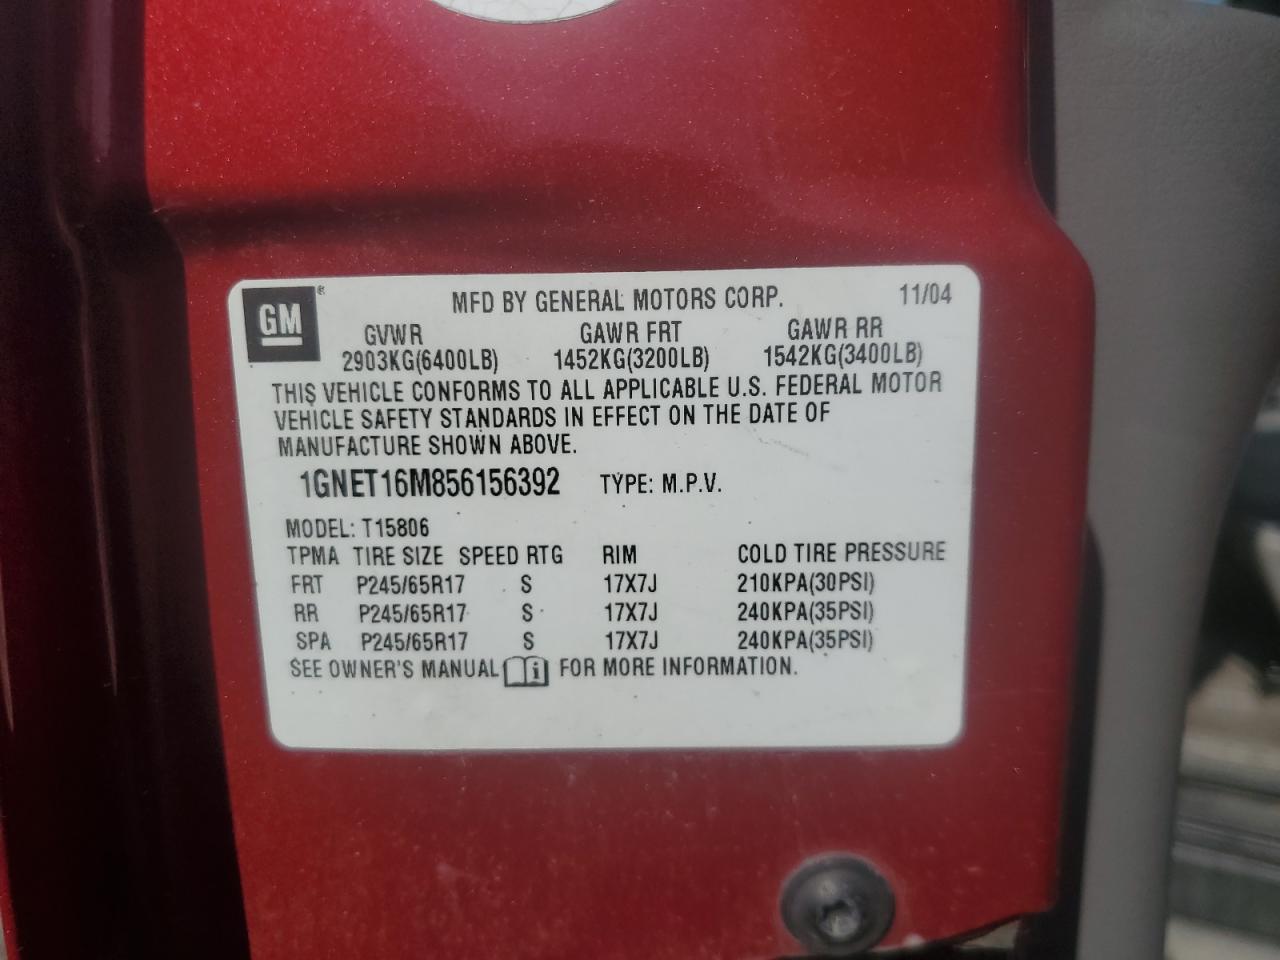 GM® MFD BY GENERAL MOTORS CORP. 11/04
GVWR GAWR FRT GAWR RR
2903KG(6400LB) 1452KG(3200LB) 1542KG(3400LB)
THIS VEHICLE CONFORMS TO ALL APPLICABLE U.S. FEDERAL MOTOR
VEHICLE SAFETY STANDARDS IN EFFECT ON THE DATE OF
MANUFACTURE SHOWN ABOVE.
1GNET16M856156392 TYPE: M.P.V.
MODEL: T15806
TPMA TIRE SIZE SPEED RTG RIM COLD TIRE PRESSURE
FRT P245/65R17 S 17X7J 210KPA(30PSI)
RR P245/65R17 S 17X7J 240KPA(35PSI)
SPA P245/65R17 S 17X7J 240KPA(35PSI)
SEE OWNER'S MANUAL i FOR MORE INFORMATION.